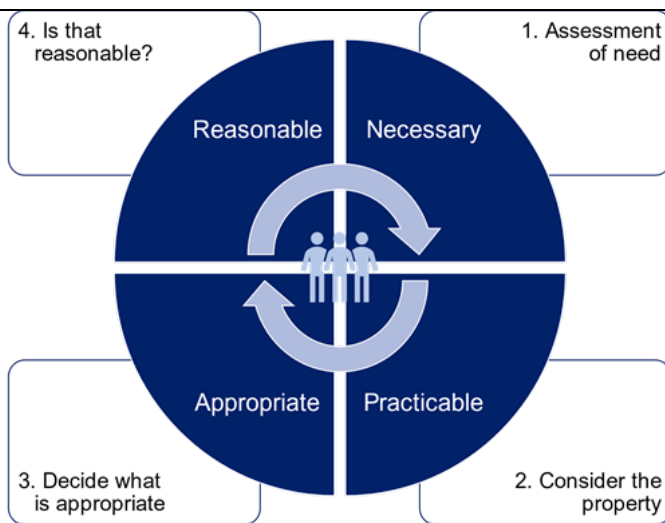 4. Is that
reasonable?
1. Assessment
of need
Reasonable
Necessary
Appropriate
Practicable
3. Decide what
is appropriate
2. Consider the
property